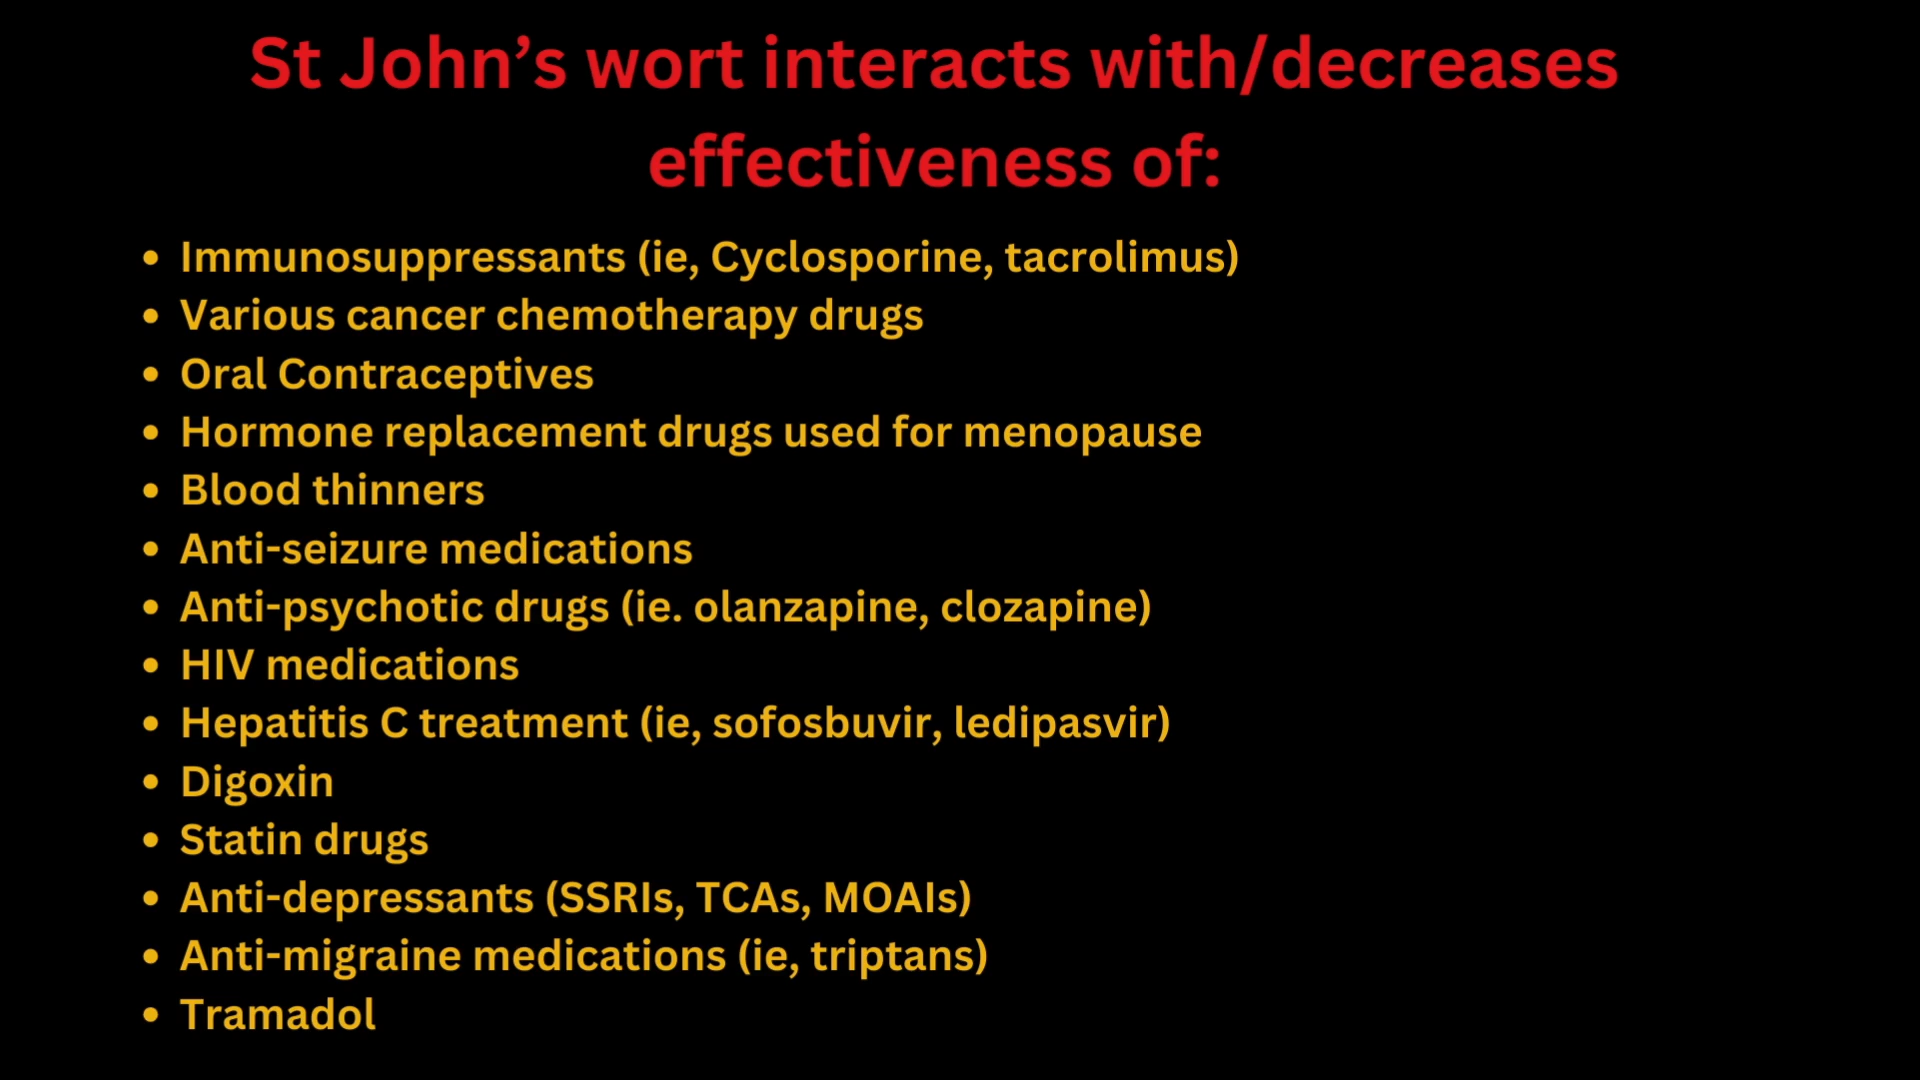 St John’s wort interacts with/decreases
effectiveness of:
• Immunosuppressants (ie, Cyclosporine, tacrolimus)
• Various cancer chemotherapy drugs
• Oral Contraceptives
• Hormone replacement drugs used for menopause
• Blood thinners
• Anti-seizure medications
• Anti-psychotic drugs (ie. olanzapine, clozapine)
• HIV medications
• Hepatitis C treatment (ie, sofosbuvir, ledipasvir)
• Digoxin
• Statin drugs
• Anti-depressants (SSRIs, TCAs, MOAIs)
• Anti-migraine medications (ie, triptans)
• Tramadol